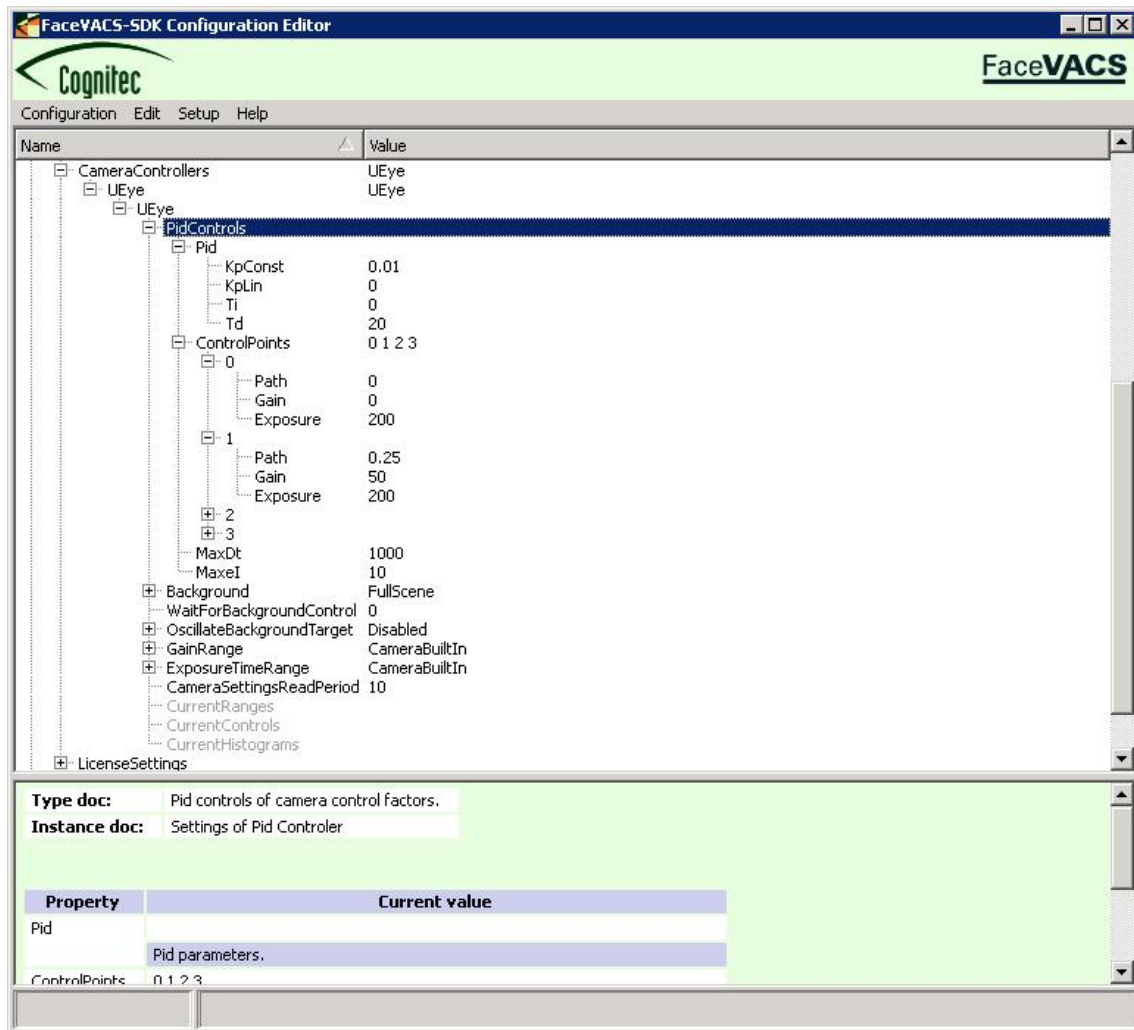 FaceVACS-SDK Configuration Editor
Cognitec
FaceVACS
Configuration Edit Setup Help
Name Value
CameraControllers UEye
UEye UEye
UEye
PidControls
Pid
KpConst 0.01
KpLin 0
Ti 0
Td 20
ControlPoints 0 1 2 3
0
Path 0
Gain 0
Exposure 200
1
Path 0.25
Gain 50
Exposure 200
2
3
MaxDt 1000
MaxeI 10
Background FullScene
WaitForBackgroundControl 0
OscillateBackgroundTarget Disabled
GainRange CameraBuiltIn
ExposureTimeRange CameraBuiltIn
CameraSettingsReadPeriod 10
CurrentRanges
CurrentControls
CurrentHistograms
LicenseSettings
Type doc: Pid controls of camera control factors.
Instance doc: Settings of Pid Controler
Property Current value
Pid
Pid parameters.
ControlPoints 0 1 2 3